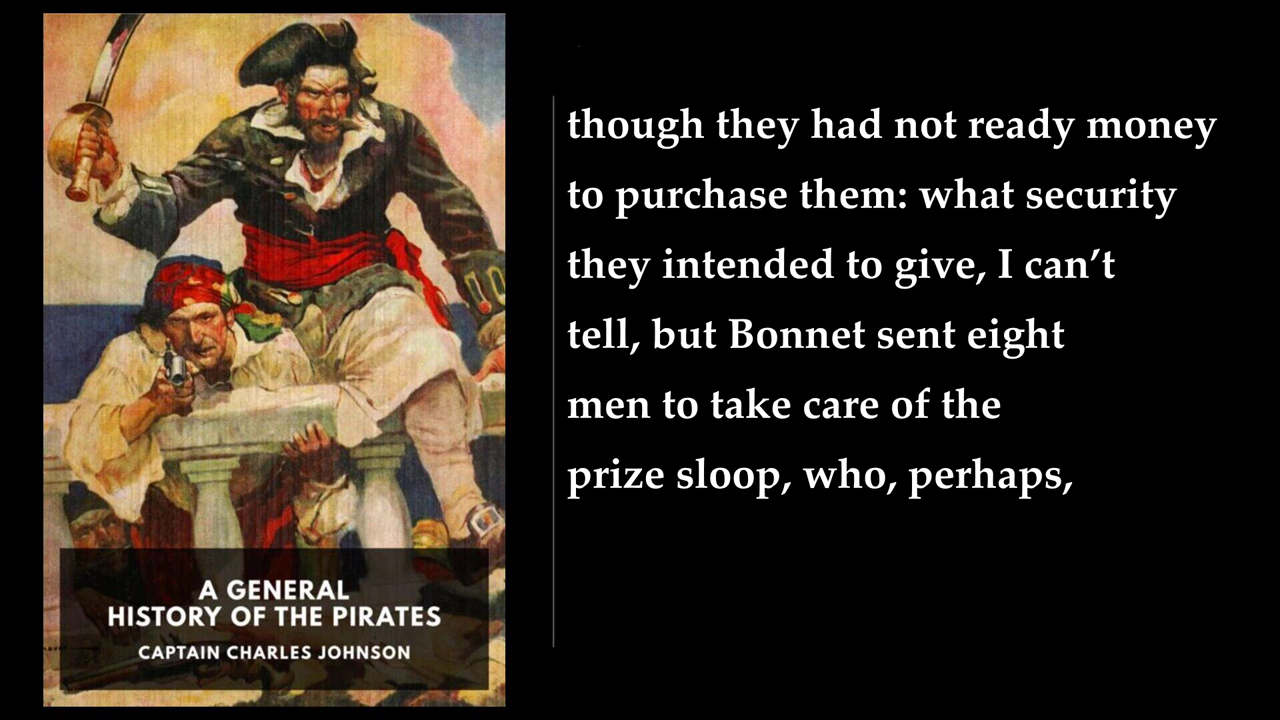 A GENERAL
HISTORY OF THE PIRATES
CAPTAIN CHARLES JOHNSON
though they had not ready money
to purchase them: what security
they intended to give, I can’t
tell, but Bonnet sent eight
men to take care of the
prize sloop, who, perhaps,